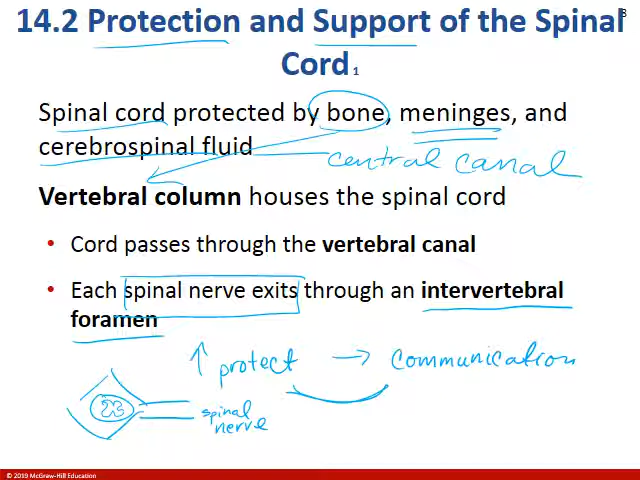 8
14.2 Protection and Support of the Spinal
Cord 1
Spinal cord protected by bone, meninges, and
cerebrospinal fluid
central canal
Vertebral column houses the spinal cord
• Cord passes through the vertebral canal
• Each spinal nerve exits through an intervertebral
foramen
↑ protect → communication
spinal
nerve
© 2019 McGraw-Hill Education